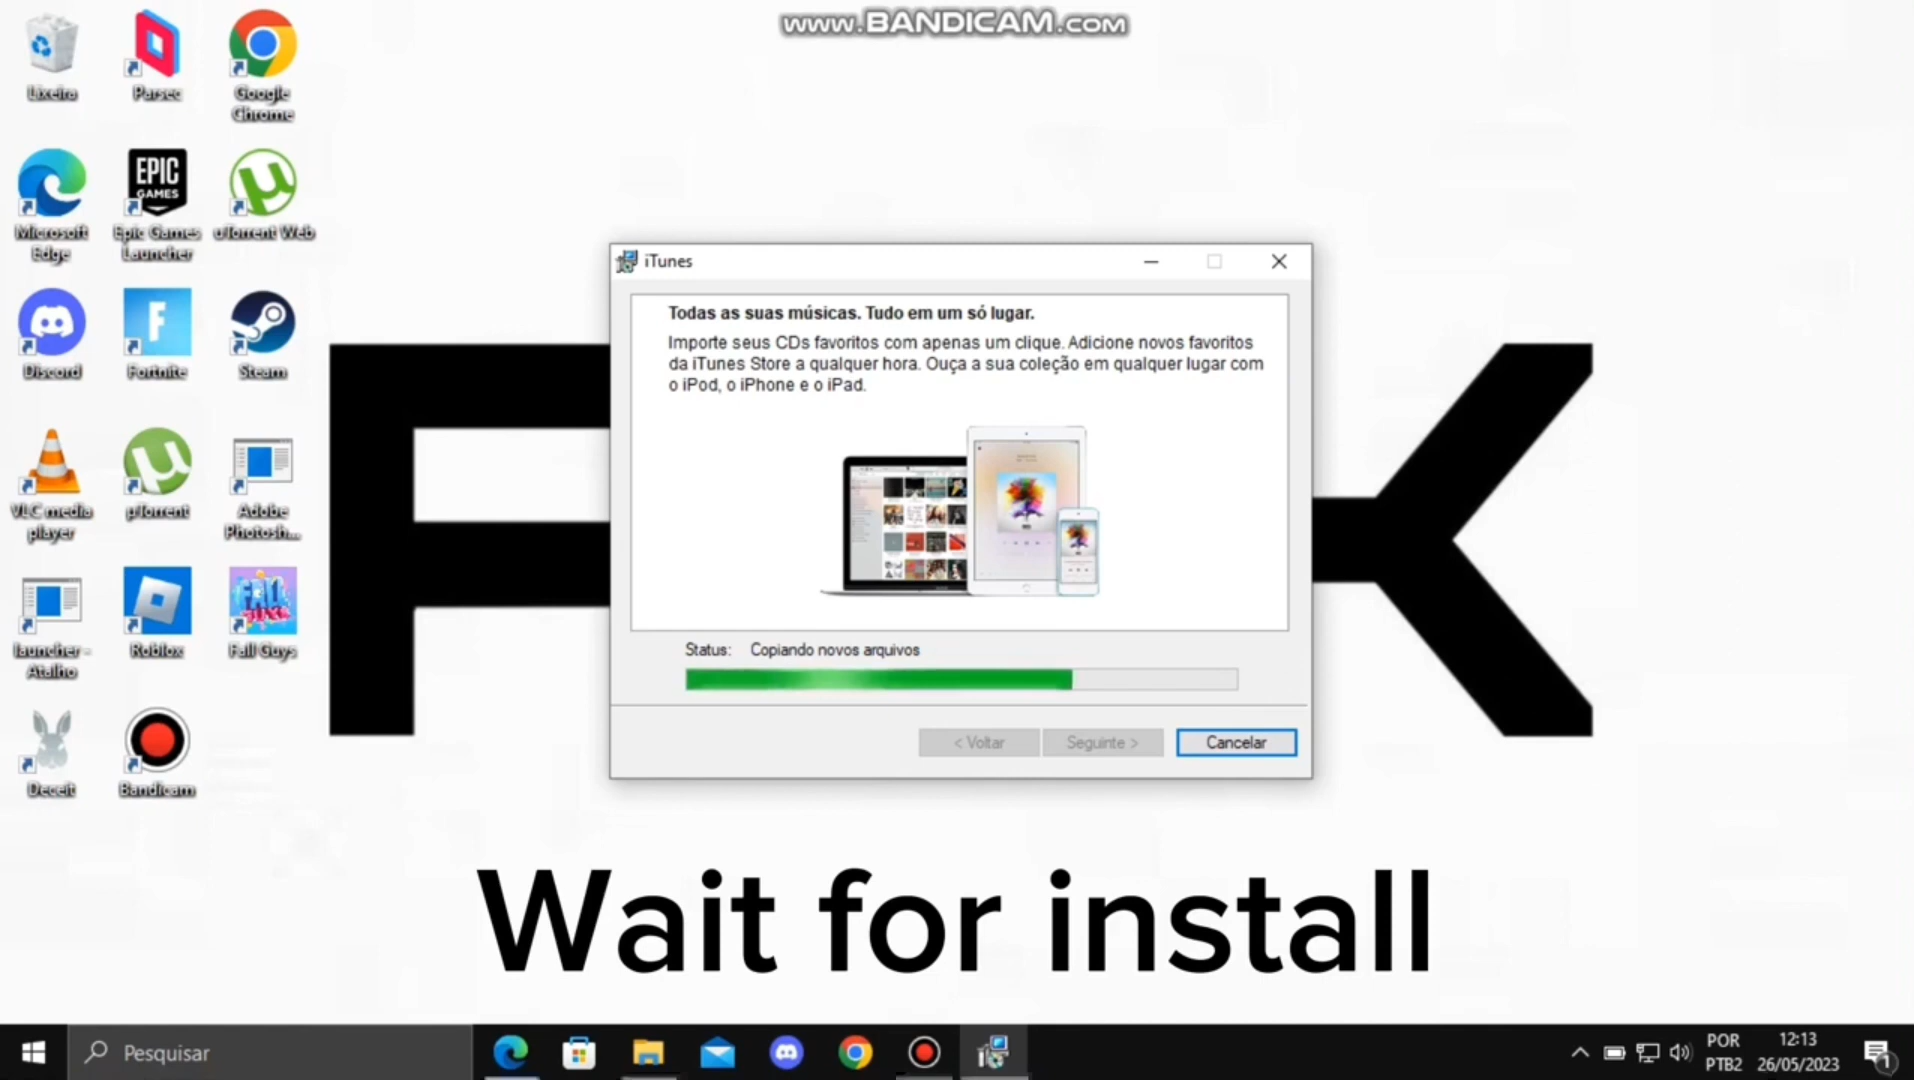 www.BANDICAM.com
Lixeira
Parsec
Google
Chrome
Microsoft
Edge
EPIC
GAMES
Epic Games
Launcher
uTorrent Web
Discord
Fortnite
Steam
VLC media
player
µTorrent
Adobe
Photosh...
launcher -
Atalho
Roblox
Fall Guys
Deceit
Bandicam
iTunes
Todas as suas músicas. Tudo em um só lugar.
Importe seus CDs favoritos com apenas um clique. Adicione novos favoritos
da iTunes Store a qualquer hora. Ouça a sua coleção em qualquer lugar com
o iPod, o iPhone e o iPad.
Status: Copiando novos arquivos
< Voltar
Seguinte >
Cancelar
Wait for install
Pesquisar
POR
PTB2
12:13
26/05/2023
1